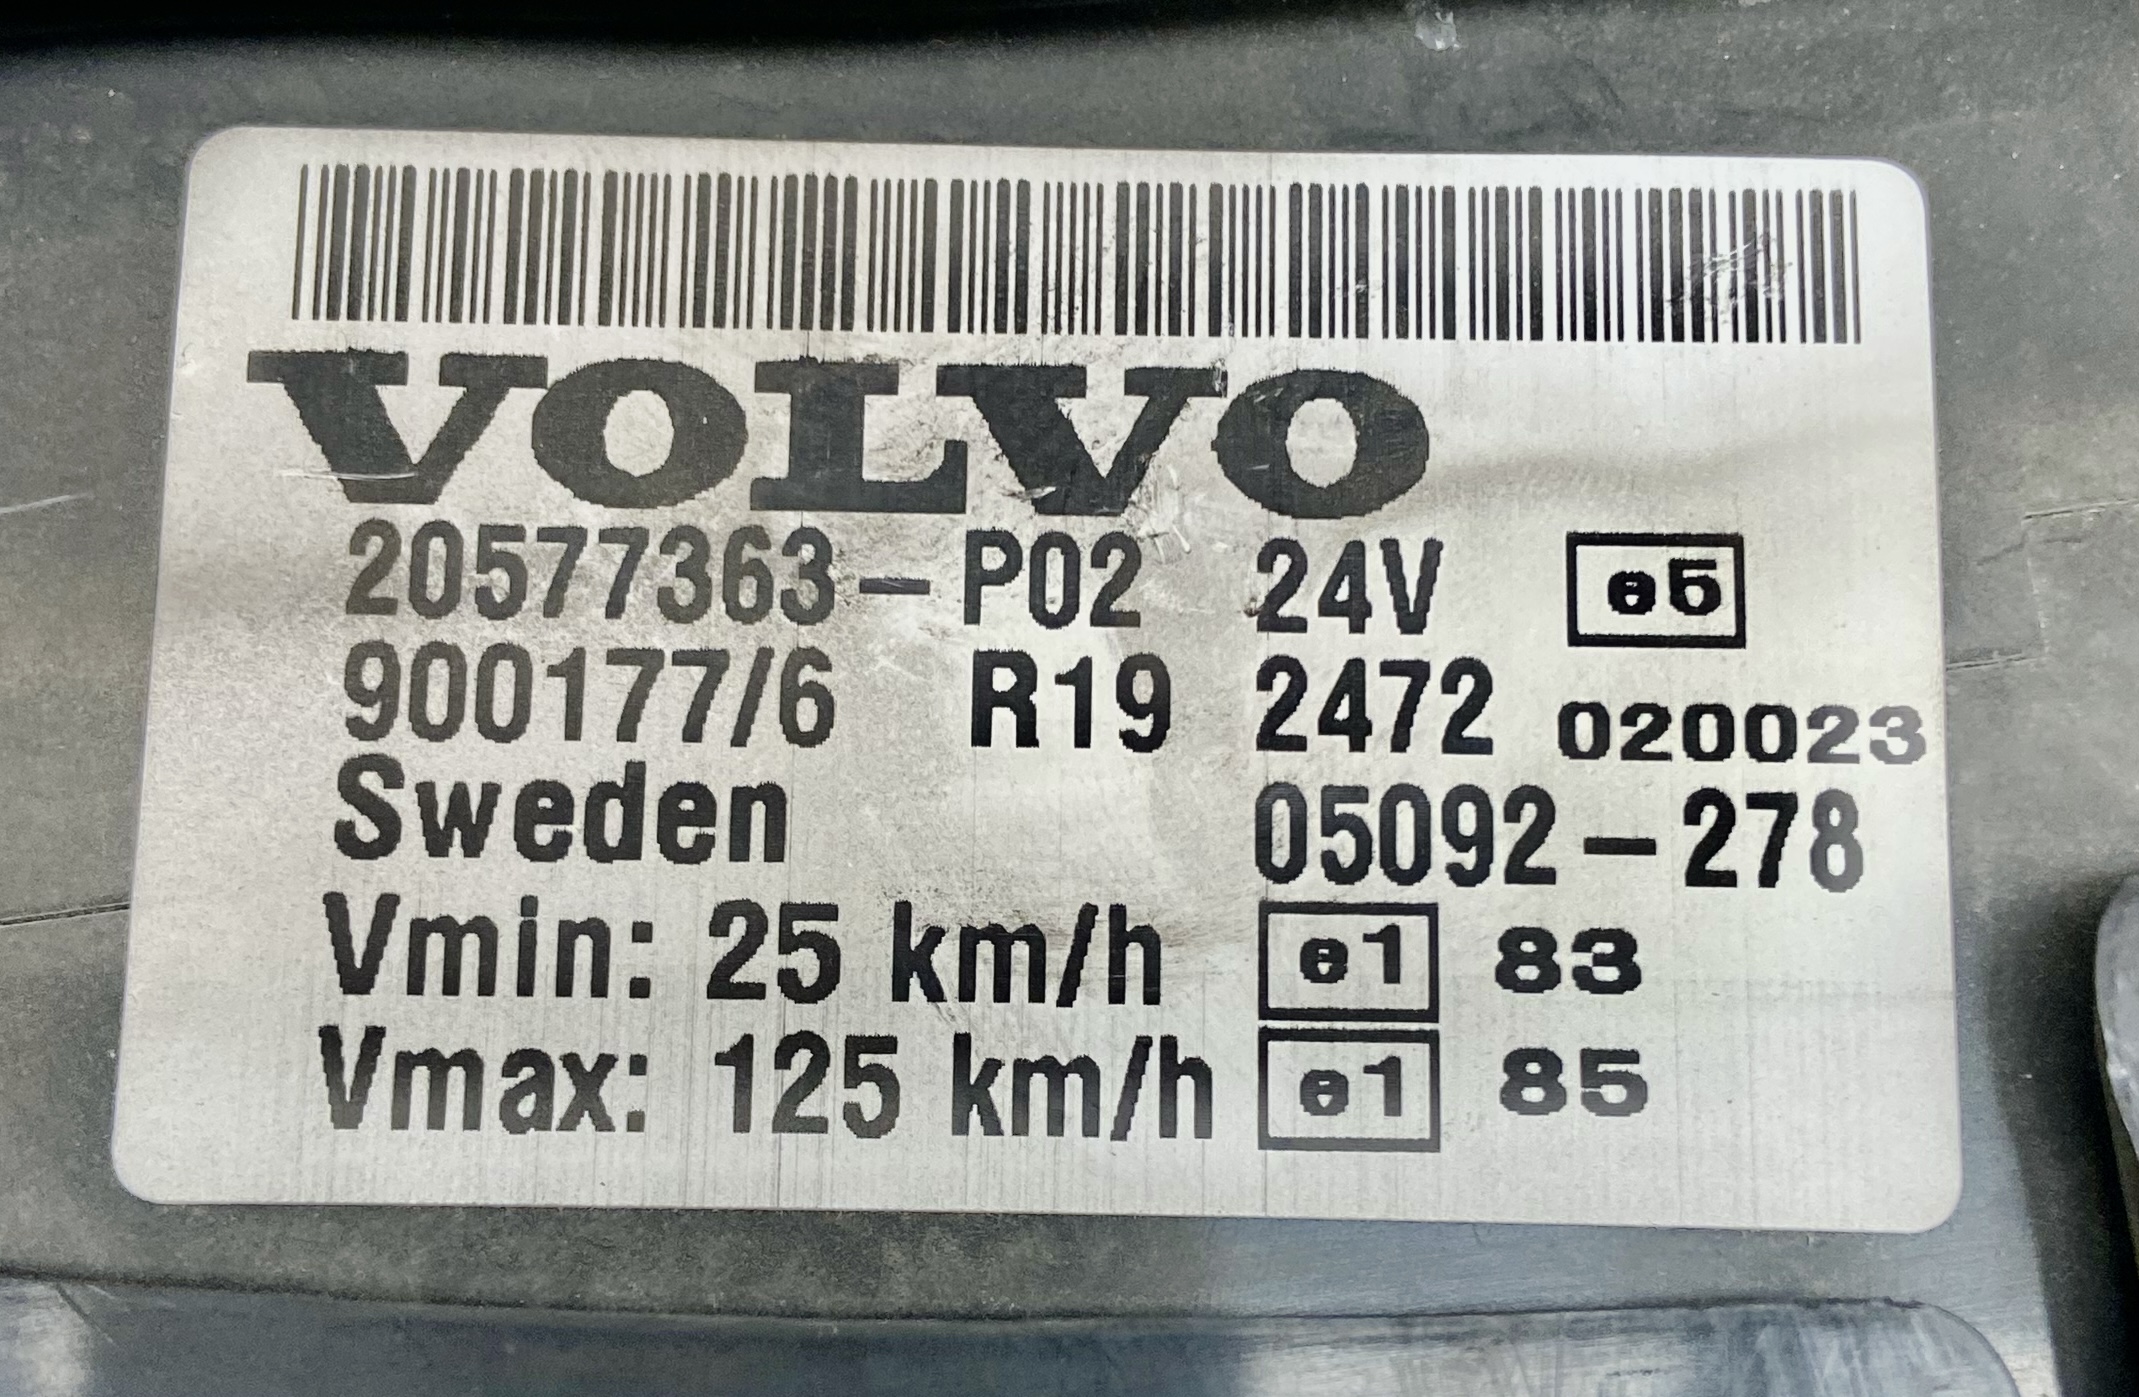 VOLVO
20577363-P02 24V e5
900177/6 R19 2472 020023
Sweden 05092-278
Vmin: 25 km/h e1 83
Vmax: 125 km/h e1 85